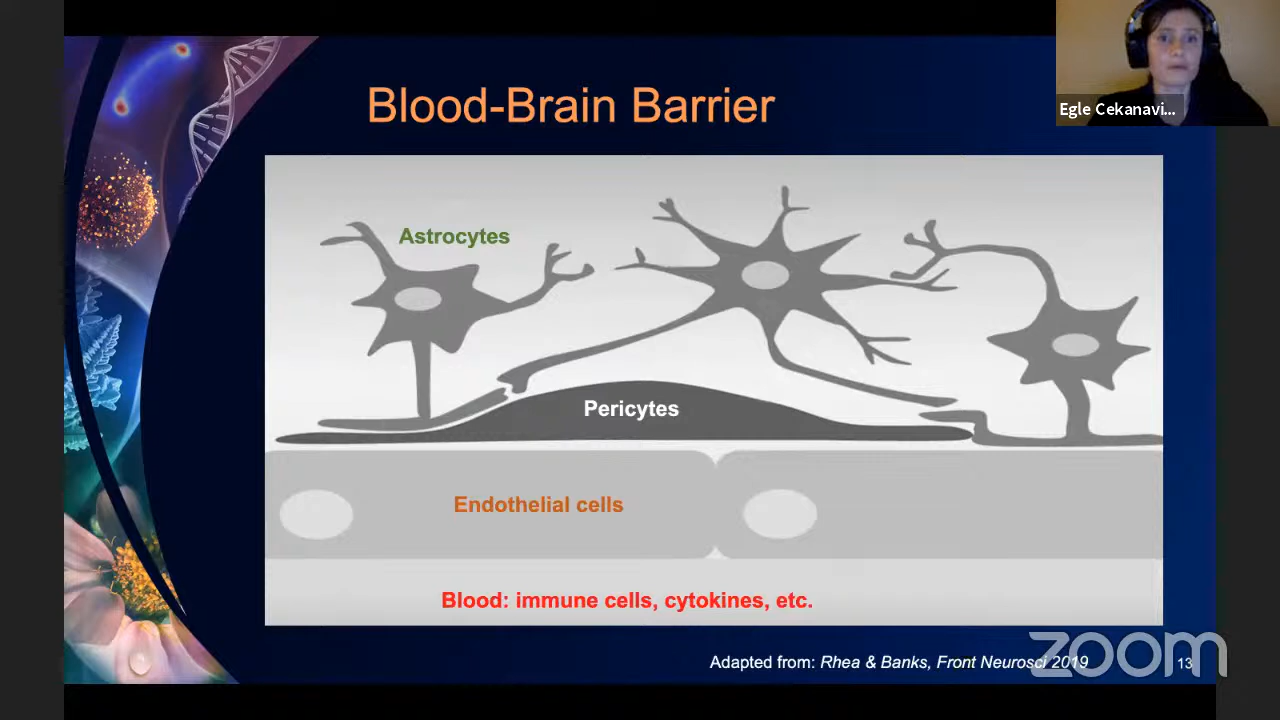 Blood-Brain Barrier
Egle Cekanavi...
Astrocytes
Pericytes
Endothelial cells
Blood: immune cells, cytokines, etc.
Adapted from: Rhea & Banks, Front Neurosci 2019
zoom
13